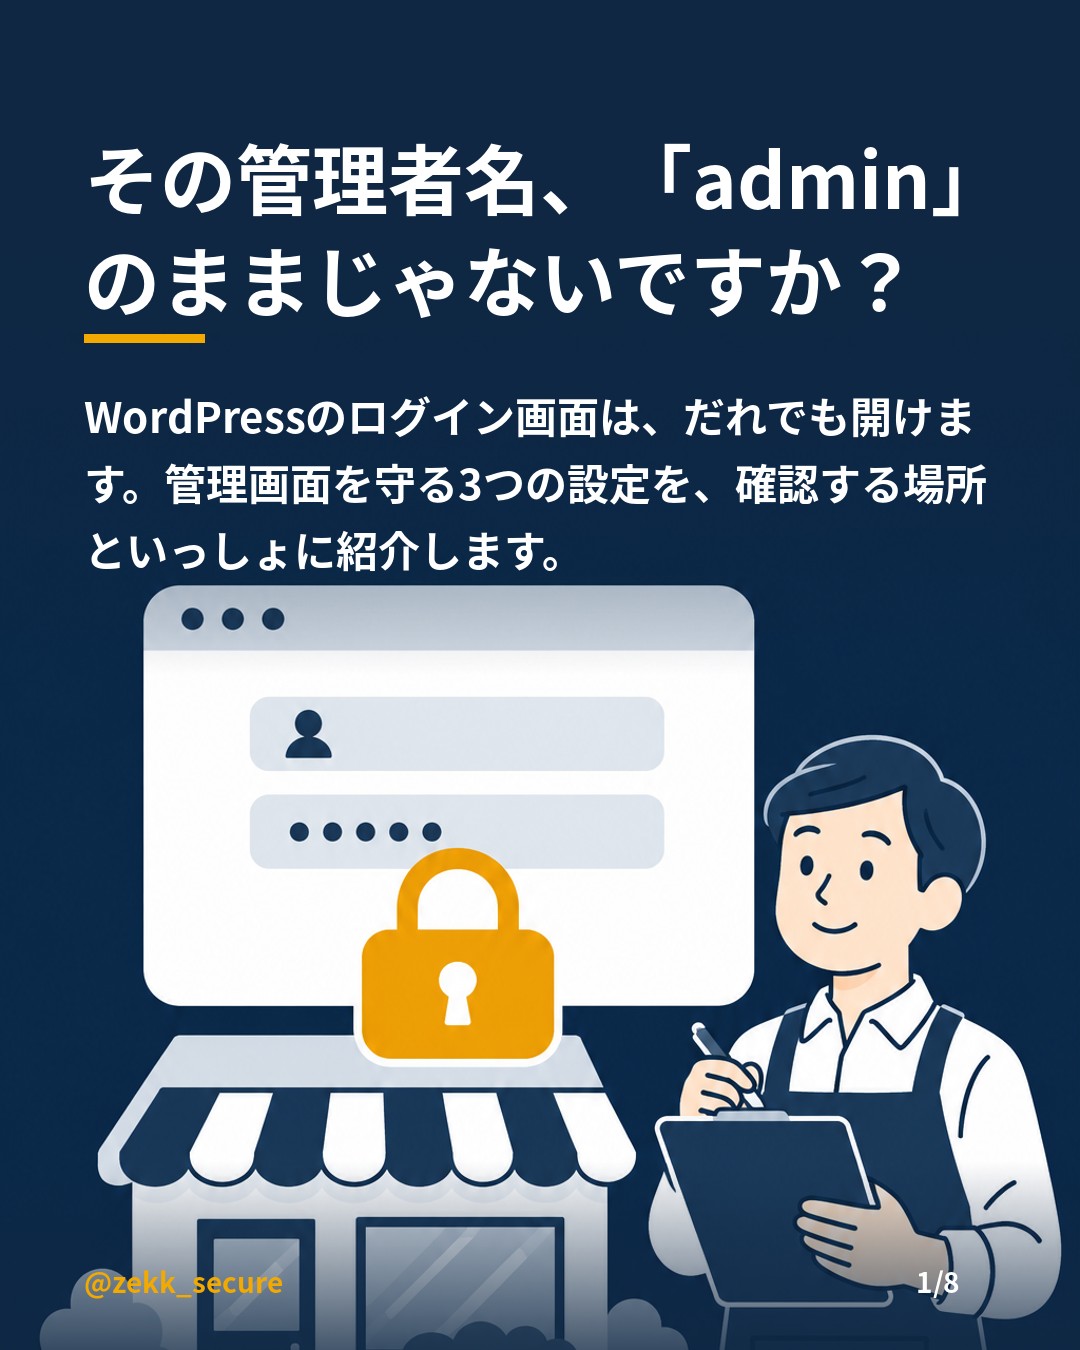 その管理者名、「admin」
のままじゃないですか？
WordPressのログイン画面は、だれでも開けま
す。管理画面を守る3つの設定を、確認する場所
といっしょに紹介します。
@zekk_secure
1/8